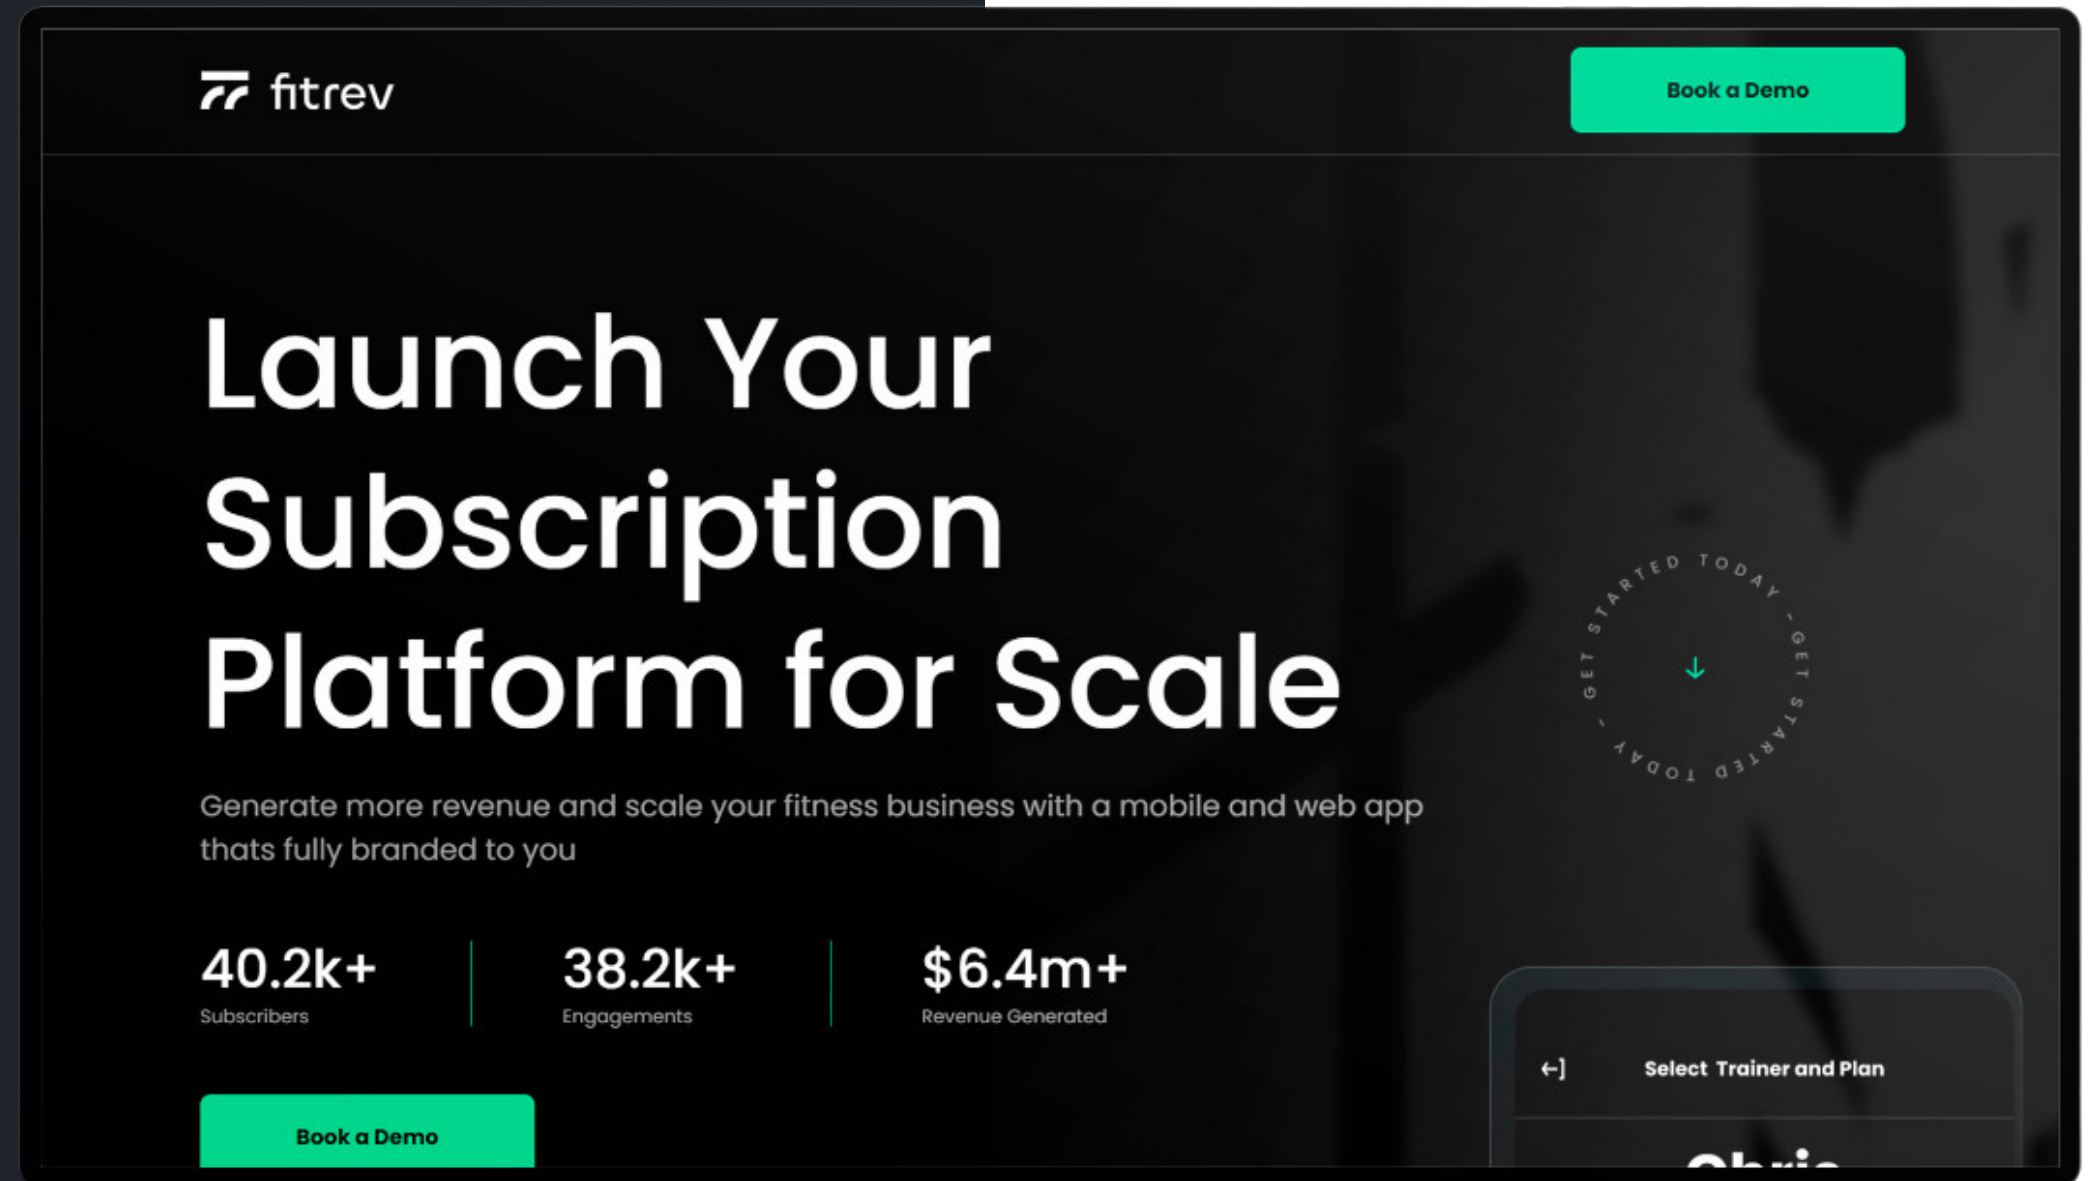 fitrev
Book a Demo
Launch Your
Subscription
Platform for Scale
Generate more revenue and scale your fitness business with a mobile and web app
thats fully branded to you
GET STARTED TODAY - GET STARTED TODAY -
40.2k+
Subscribers
38.2k+
Engagements
$6.4m+
Revenue Generated
Book a Demo
Select Trainer and Plan
Chris